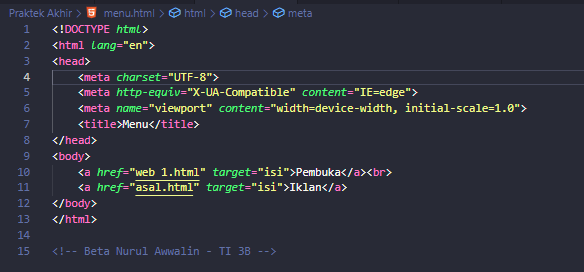 Praktek Akhir > menu.html > html > head > meta
1 <!DOCTYPE html>
2 <html lang="en">
3 <head>
4 <meta charset="UTF-8">
5 <meta http-equiv="X-UA-Compatible" content="IE=edge">
6 <meta name="viewport" content="width=device-width, initial-scale=1.0">
7 <title>Menu</title>
8 </head>
9 <body>
10 <a href="web 1.html" target="isi">Pembuka</a><br>
11 <a href="asal.html" target="isi">Iklan</a>
12 </body>
13 </html>
14
15 <!-- Beta Nurul Awwalin - TI 3B -->